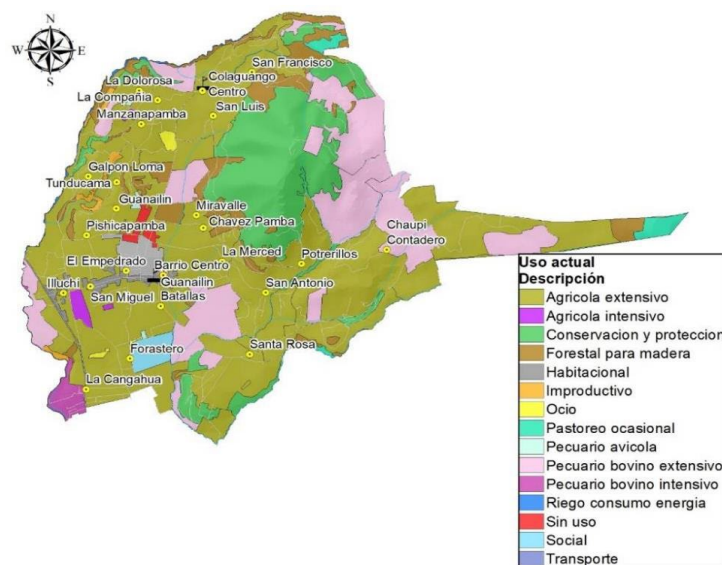 N
W E
S
San Francisco
La Dolorosa
Colaguango
La Compañia
Centro
San Luis
Manzanapamba
Galpon Loma
Tunducama
Guanailin
Miravalle
Pishicapamba
Chavez Pamba
Chaupi
Contadero
La Merced
Potrerillos
El Empedrado
Barrio Centro
Illuchi
Guanailin
San Antonio
San Miguel
Batallas
Forastero
Santa Rosa
La Cangahua
Uso actual
Descripción
Agricola extensivo
Agricola intensivo
Conservacion y proteccion
Forestal para madera
Habitacional
Improductivo
Ocio
Pastoreo ocasional
Pecuario avicola
Pecuario bovino extensivo
Pecuario bovino intensivo
Riego consumo energia
Sin uso
Social
Transporte